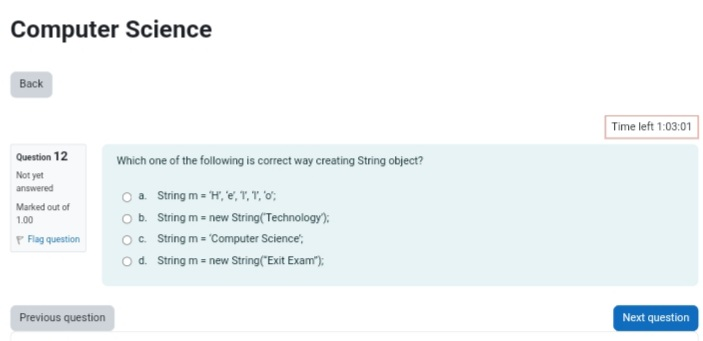 Computer Science
Back
Time left 1:03:01
Question 12
Not yet
answered
Marked out of
1.00
Flag question
Which one of the following is correct way creating String object?
a. String m = 'H', 'e', 'l', 'l', 'o';
b. String m = new String('Technology');
c. String m = 'Computer Science';
d. String m = new String("Exit Exam");
Previous question
Next question